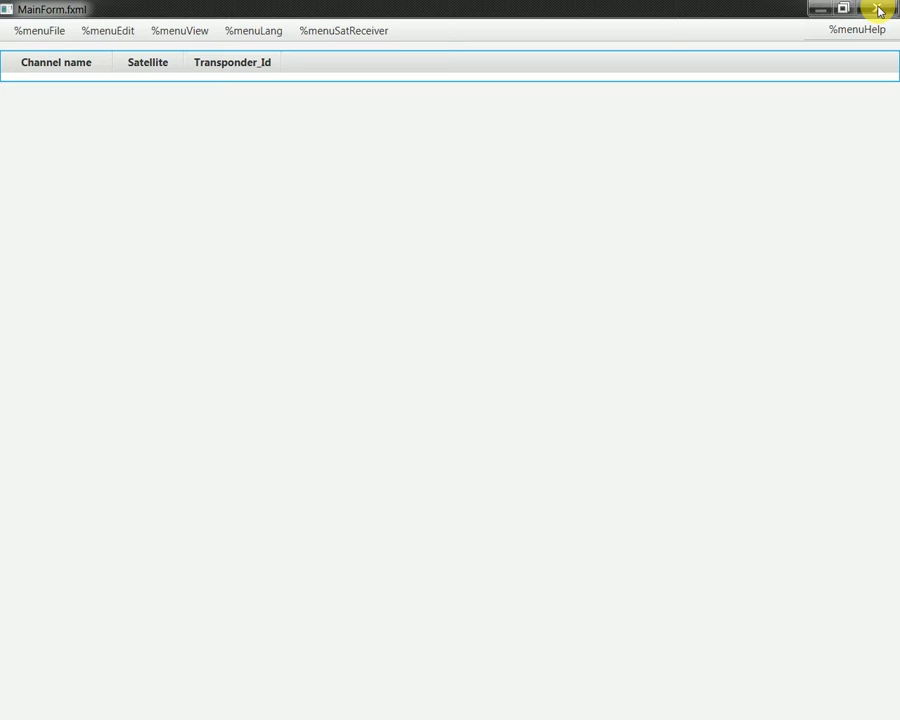 MainForm.fxml
%menuFile %menuEdit %menuView %menuLang %menuSatReceiver %menuHelp
Channel name Satellite Transponder_Id